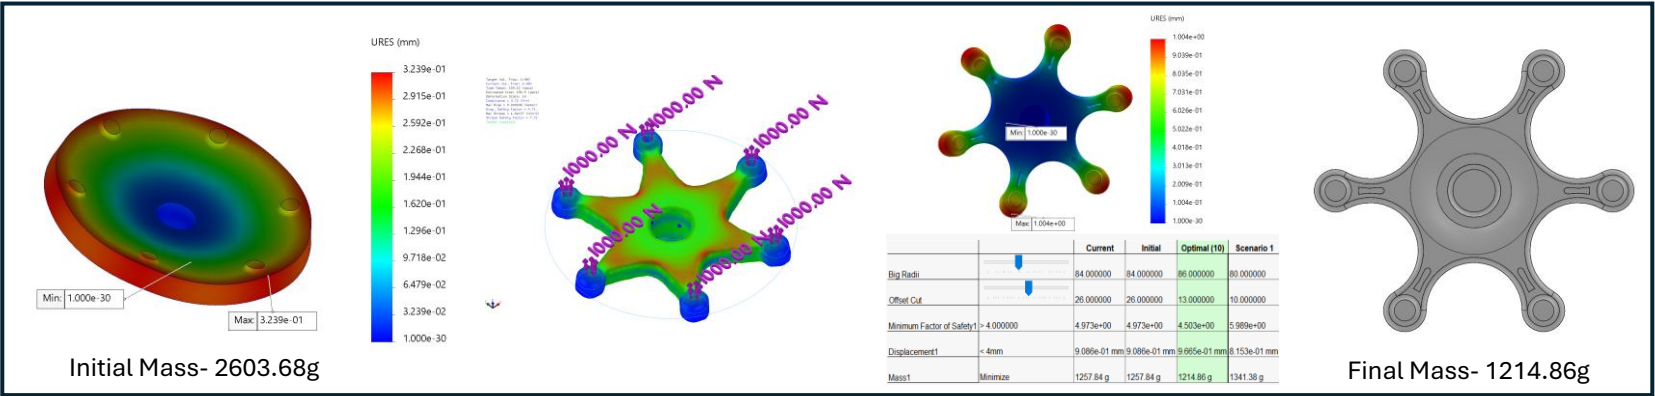 URES (mm)
3.239e-01
2.915e-01
2.592e-01
2.268e-01
1.944e-01
1.620e-01
1.296e-01
9.718e-02
6.479e-02
3.239e-02
1.000e-30
Min: 1.000e-30
Max: 3.239e-01
Initial Mass- 2603.68g
1000.00 N
1000.00 N
1000.00 N
1000.00 N
1000.00 N
1000.00 N
URES (mm)
1.004e+00
9.039e-01
8.035e-01
7.031e-01
6.026e-01
5.022e-01
4.018e-01
3.013e-01
2.009e-01
1.004e-01
1.000e-30
Min: 1.000e-30
Max: 1.004e+00
Current Initial Optimal (10) Scenario 1
Big Radii 84.000000 84.000000 86.000000 80.000000
Offset Cut 26.000000 26.000000 13.000000 10.000000
Minimum Factor of Safety1 > 4.000000 4.973e+00 4.973e+00 4.503e+00 5.989e+00
Displacement1 < 4mm 9.086e-01 mm 9.086e-01 mm 9.665e-01 mm 8.153e-01 mm
Mass1 Minimize 1257.84 g 1257.84 g 1214.86 g 1341.38 g
Final Mass- 1214.86g